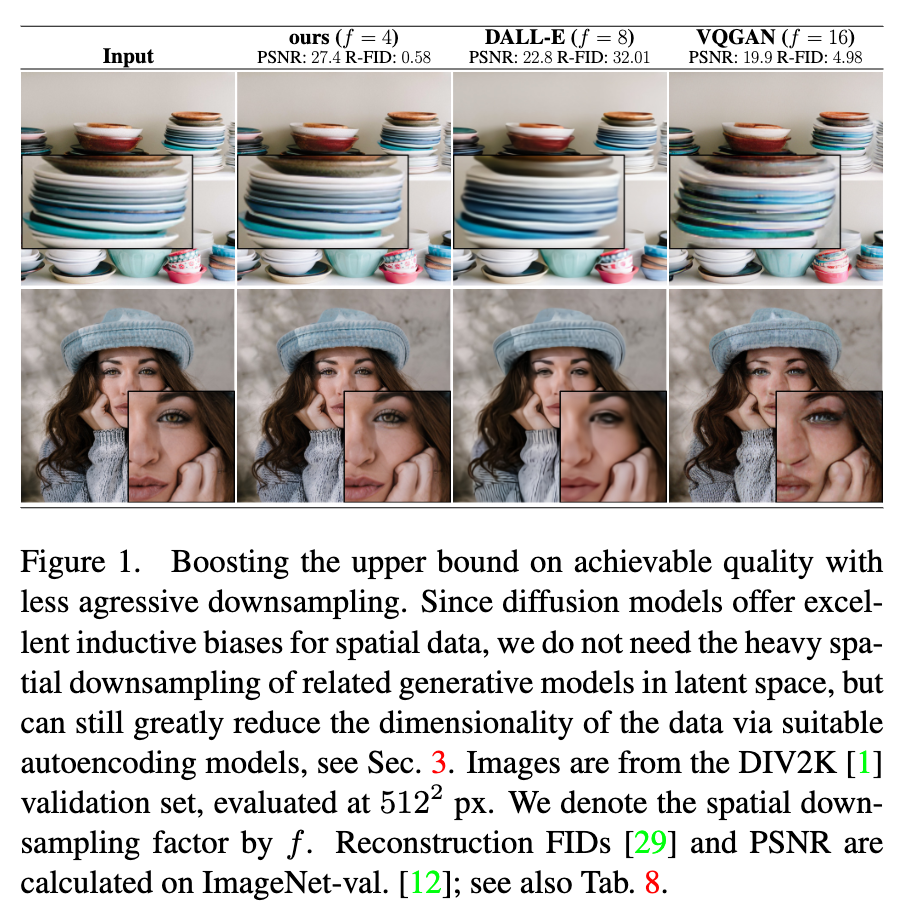 Input
ours (f = 4)
PSNR: 27.4 R-FID: 0.58
DALL-E (f = 8)
PSNR: 22.8 R-FID: 32.01
VQGAN (f = 16)
PSNR: 19.9 R-FID: 4.98
Figure 1. Boosting the upper bound on achievable quality with
less agressive downsampling. Since diffusion models offer excel-
lent inductive biases for spatial data, we do not need the heavy spa-
tial downsampling of related generative models in latent space, but
can still greatly reduce the dimensionality of the data via suitable
autoencoding models, see Sec. 3. Images are from the DIV2K [1]
validation set, evaluated at 512² px. We denote the spatial down-
sampling factor by f. Reconstruction FIDs [29] and PSNR are
calculated on ImageNet-val. [12]; see also Tab. 8.